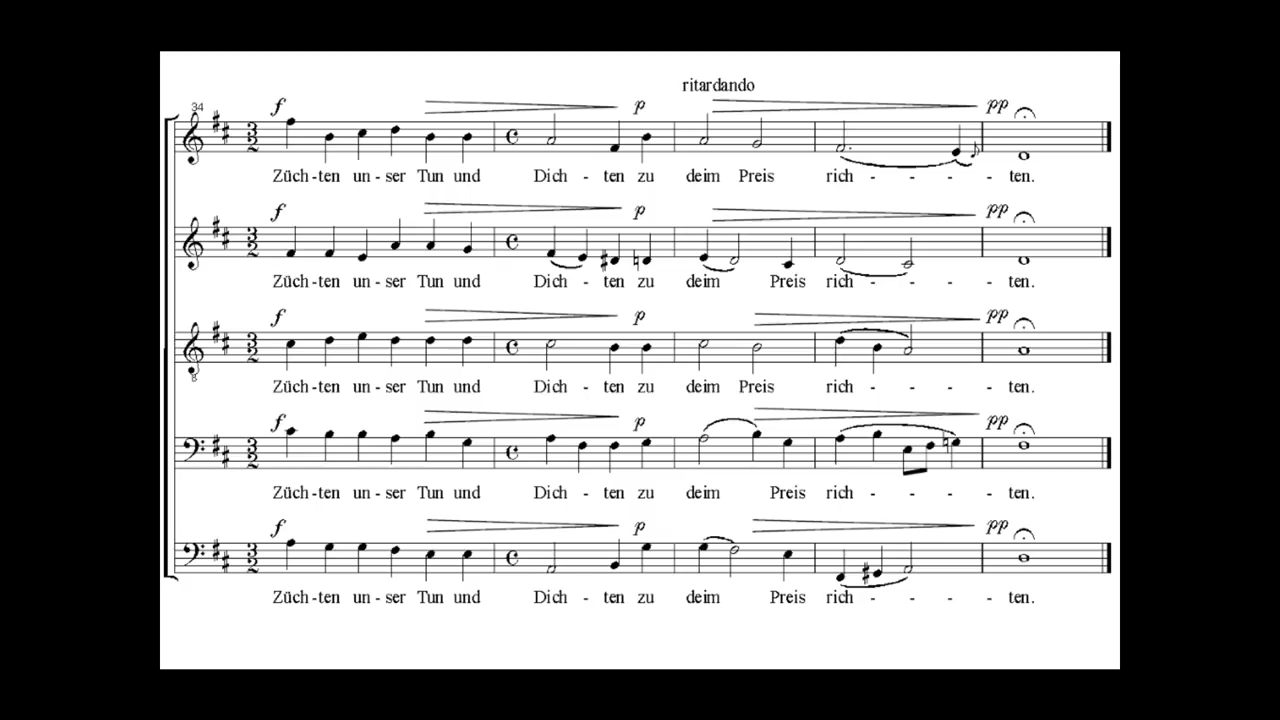 ritardando
34
f p pp
Züch-ten un-ser Tun und Dich - ten zu deim Preis rich - - - - ten.
f p pp
Züch-ten un-ser Tun und Dich - ten zu deim Preis rich - - - - ten.
f p pp
Züch-ten un-ser Tun und Dich - ten zu deim Preis rich - - - - ten.
8
f p pp
Züch-ten un-ser Tun und Dich - ten zu deim Preis rich - - - - ten.
f p pp
Züch-ten un-ser Tun und Dich - ten zu deim Preis rich - - - - ten.